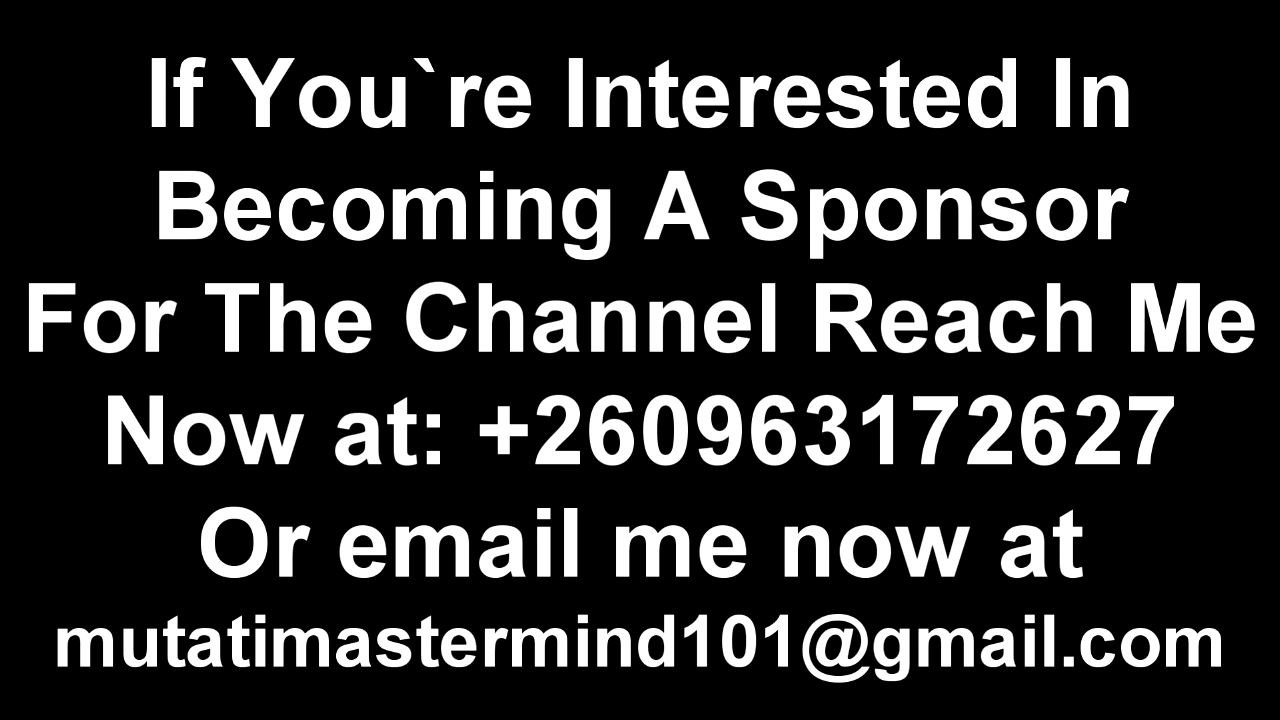 If You`re Interested In
Becoming A Sponsor
For The Channel Reach Me
Now at: +260963172627
Or email me now at
mutatimastermind101@gmail.com